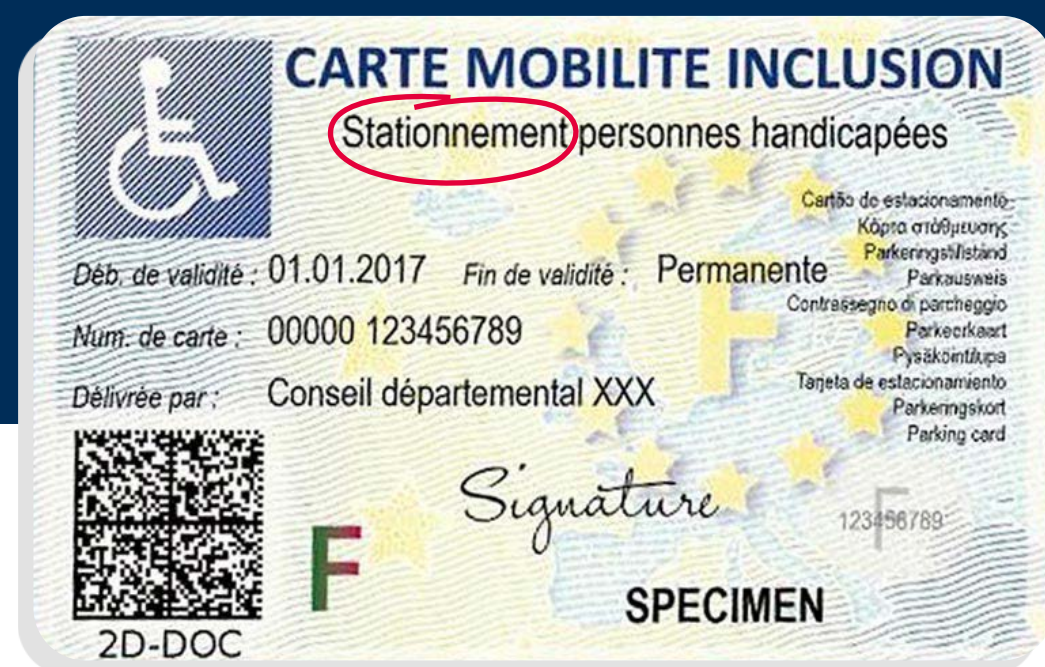 CARTE MOBILITE INCLUSION
Stationnement personnes handicapées
Cartão de estacionamento
Κάρτα στάθμευσης
Parkeringstillstånd
Parkausweis
Contrassegno di parcheggio
Parkeerkaart
Pysäköintilupa
Tarjeta de estacionamiento
Parkeringskort
Parking card
Déb. de validité : 01.01.2017 Fin de validité : Permanente
Num. de carte : 00000 123456789
Délivrée par : Conseil départemental XXX
Signature
F
F
F
123456789
SPECIMEN
2D-DOC